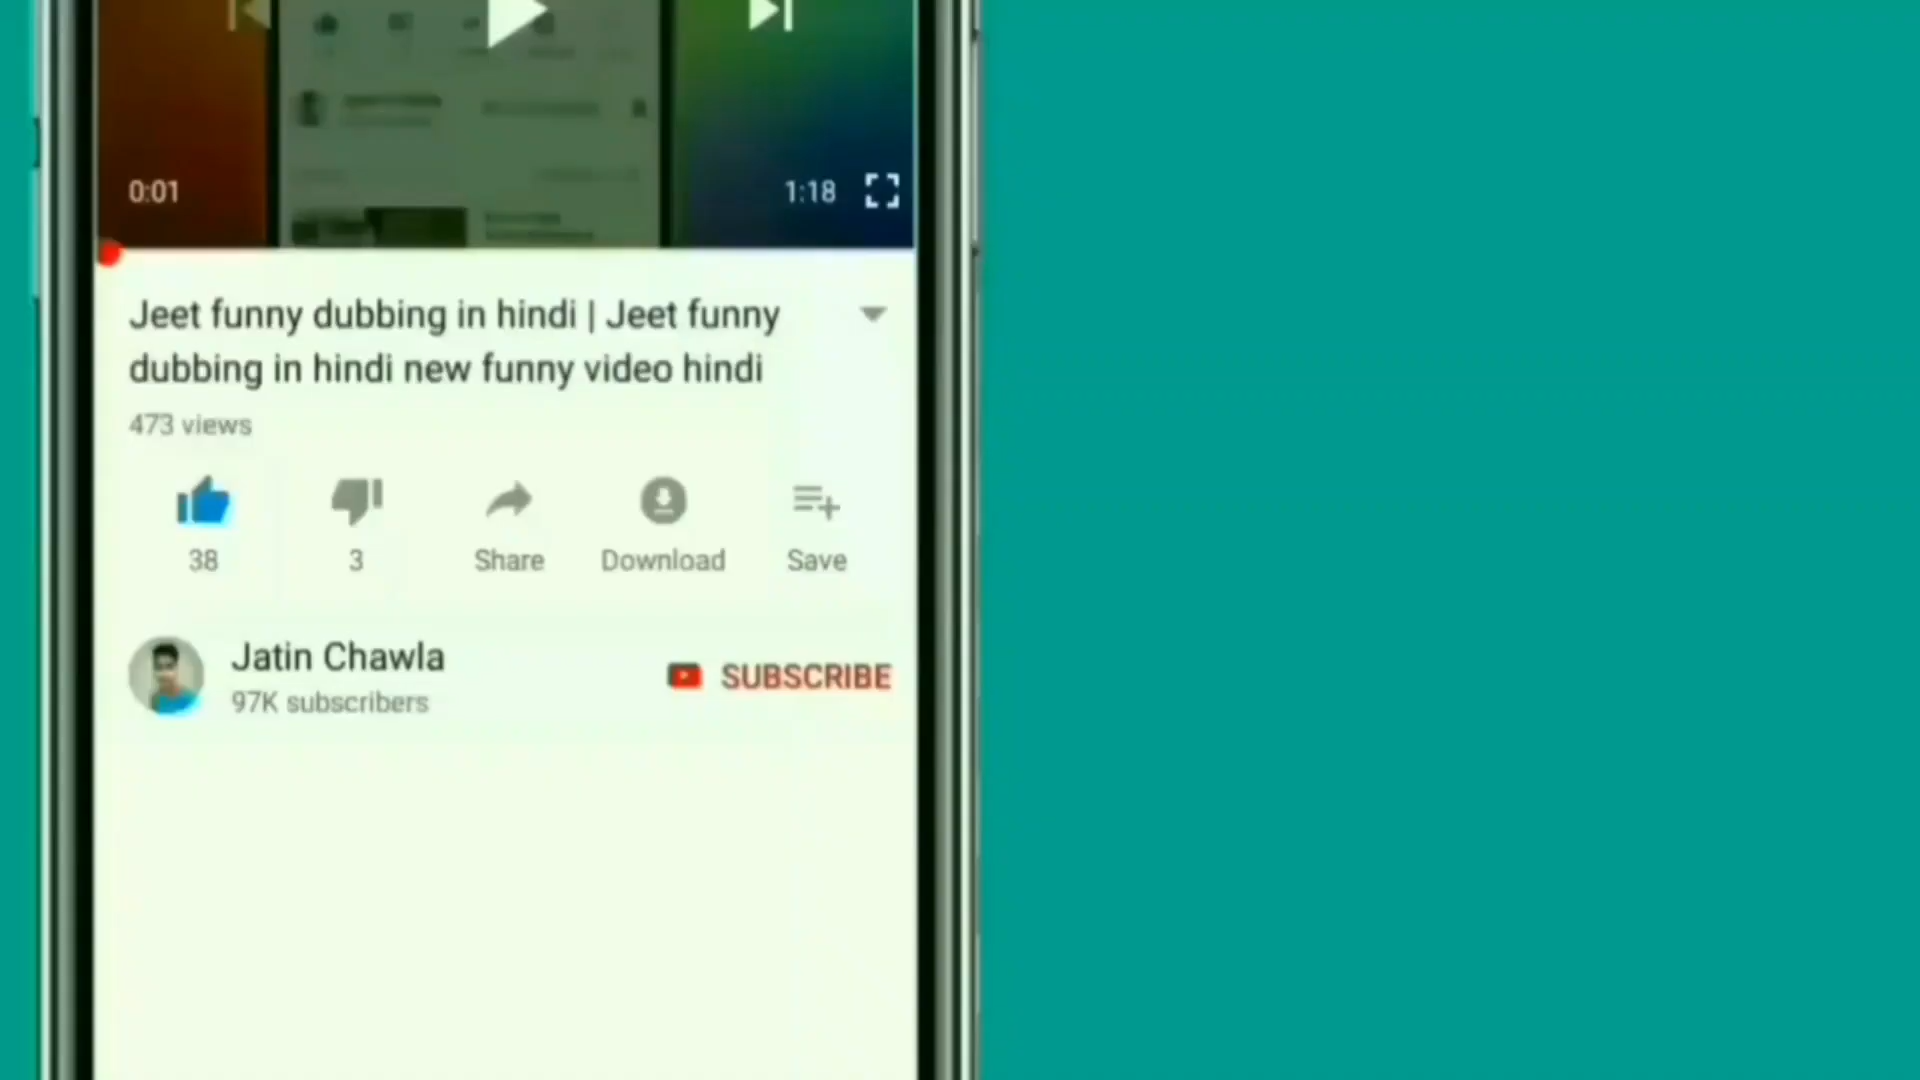 0:01
1:18
Jeet funny dubbing in hindi | Jeet funny
dubbing in hindi new funny video hindi
473 views
38
3
Share
Download
Save
Jatin Chawla
97K subscribers
SUBSCRIBE